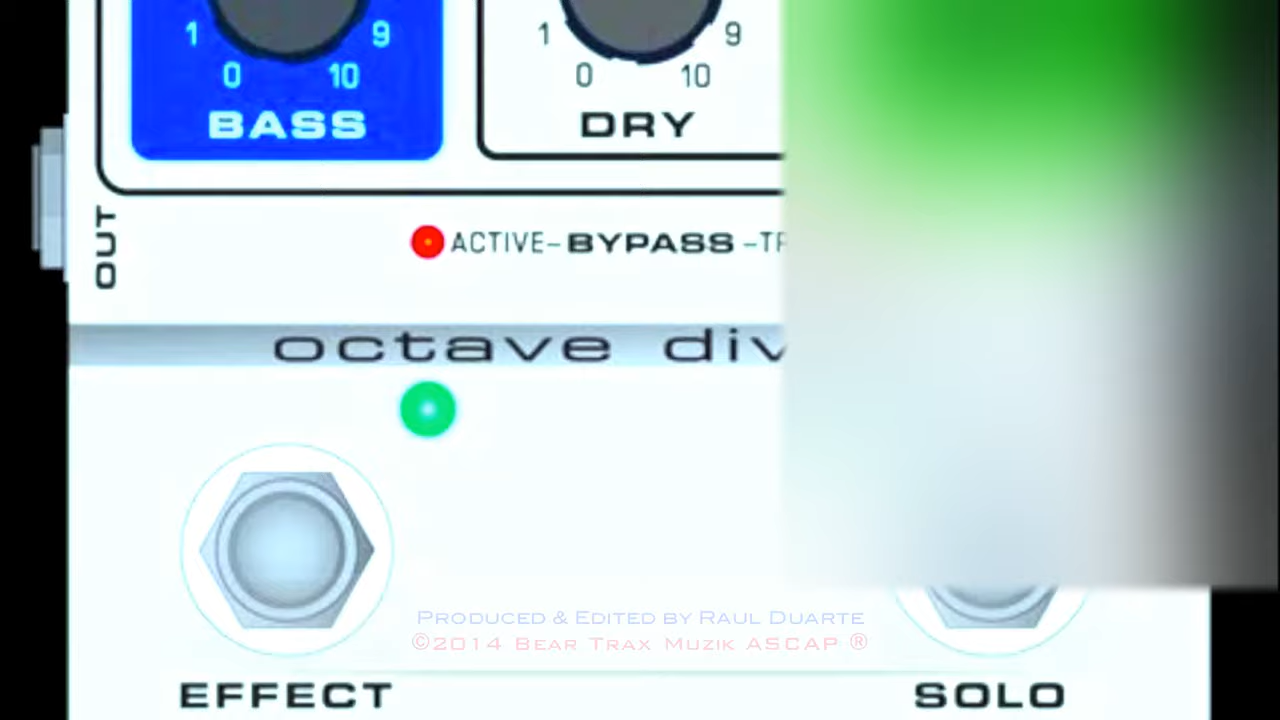 1 9 1 9
0 10 0 10
BASS DRY
OUT
ACTIVE-BYPASS-
octave
PRODUCED & EDITED BY RAUL DUARTE
©2014 BEAR TRAX MUZIK ASCAP ®
EFFECT SOLO